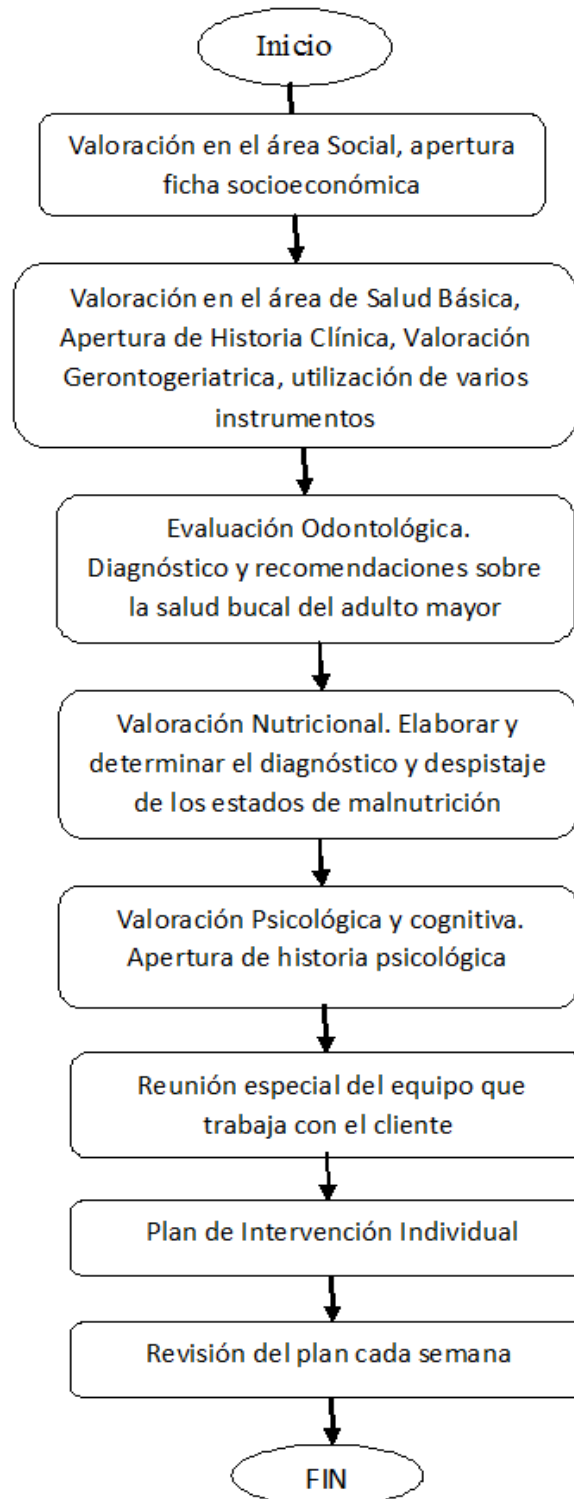 Inicio
Valoración en el área Social, apertura
ficha socioeconómica
Valoración en el área de Salud Básica,
Apertura de Historia Clínica, Valoración
Gerontogeriatrica, utilización de varios
instrumentos
Evaluación Odontológica.
Diagnóstico y recomendaciones sobre
la salud bucal del adulto mayor
Valoración Nutricional. Elaborar y
determinar el diagnóstico y despistaje
de los estados de malnutrición
Valoración Psicológica y cognitiva.
Apertura de historia psicológica
Reunión especial del equipo que
trabaja con el cliente
Plan de Intervención Individual
Revisión del plan cada semana
FIN